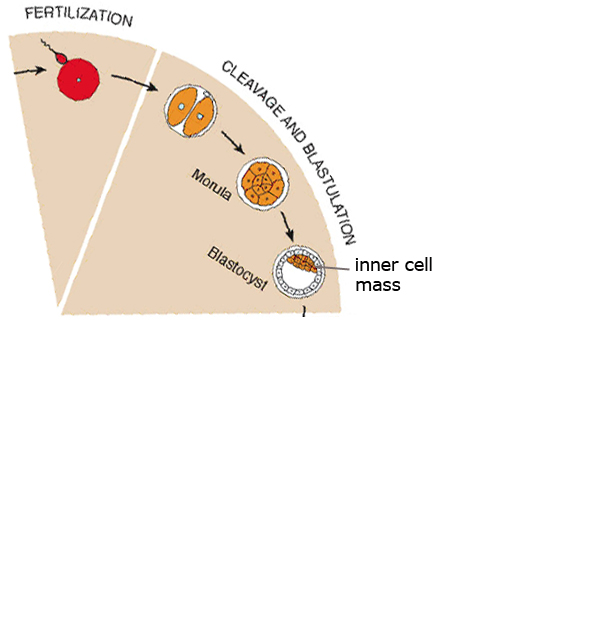 FERTILIZATION
CLEAVAGE AND BLASTULATION
Morula
Blastocyst
inner cell
mass